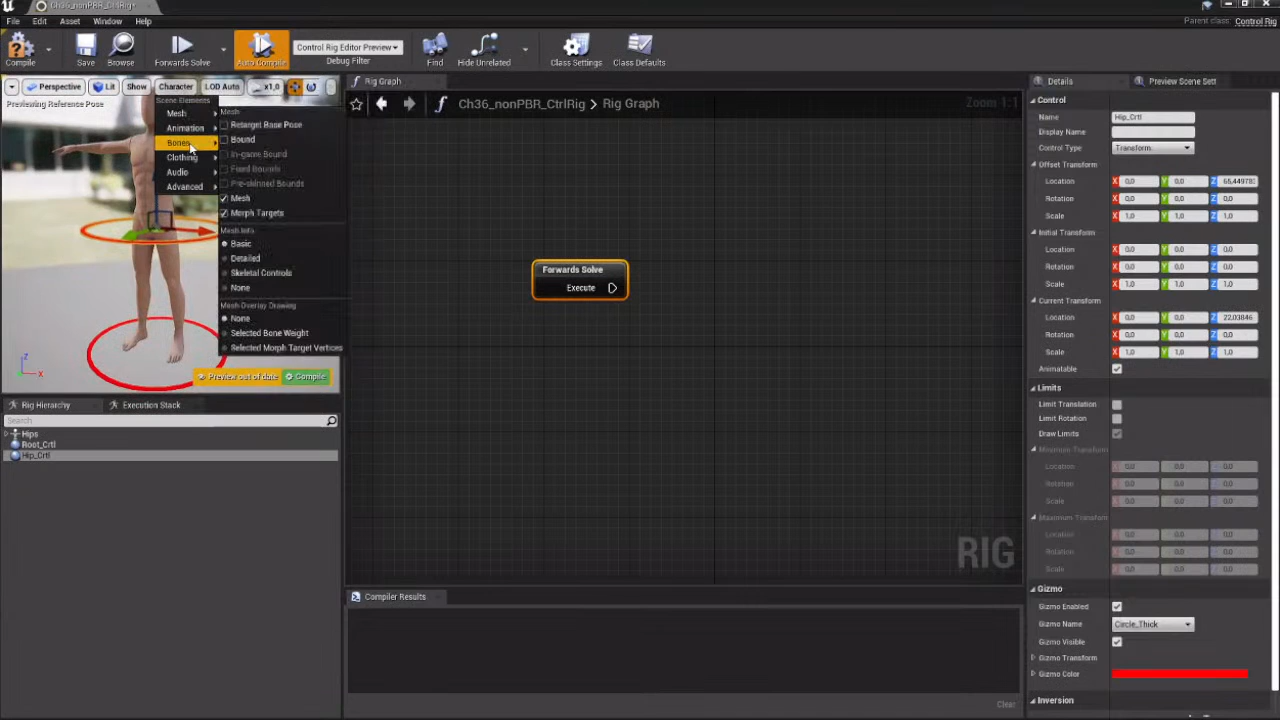 Ch36_nonPBR_CtrlRig*
File Edit Asset Window Help
Parent class: Control Rig
Compile Save Browse Forwards Solve Auto Compile Control Rig Editor Preview Debug Filter Find Hide Unrelated Class Settings Class Defaults
Perspective Lit Show Character LOD Auto x1,0
Previewing Reference Pose
Scene Elements
Mesh
Animation
Bones
Clothing
Audio
Advanced
Mesh
Retarget Base Pose
Bound
In-game Bound
Fixed Bounds
Pre-skinned Bounds
Mesh
Morph Targets
Mesh Info
Basic
Detailed
Skeletal Controls
None
Mesh Overlay Drawing
None
Selected Bone Weight
Selected Morph Target Vertices
Z
X
Preview out of date Compile
Rig Hierarchy Execution Stack
Search
Hips
Root_Crtl
Hip_Crtl
Rig Graph
Ch36_nonPBR_CtrlRig > Rig Graph
Zoom 1:1
Forwards Solve
Execute
RIG
Compiler Results
Clear
Details Preview Scene Sett
Control
Name Hip_Crtl
Display Name
Control Type Transform
Offset Transform
Location X 0,0 Y 0,0 Z 65,44978
Rotation X 0,0 Y 0,0 Z 0,0
Scale X 1,0 Y 1,0 Z 1,0
Initial Transform
Location X 0,0 Y 0,0 Z 0,0
Rotation X 0,0 Y 0,0 Z 0,0
Scale X 1,0 Y 1,0 Z 1,0
Current Transform
Location X 0,0 Y 0,0 Z 22,03846
Rotation X 0,0 Y 0,0 Z 0,0
Scale X 1,0 Y 1,0 Z 1,0
Animatable
Limits
Limit Translation
Limit Rotation
Draw Limits
Minimum Transform
Location X 0,0 Y 0,0 Z 0,0
Rotation X 0,0 Y 0,0 Z 0,0
Scale X 0,0 Y 0,0 Z 0,0
Maximum Transform
Location X 0,0 Y 0,0 Z 0,0
Rotation X 0,0 Y 0,0 Z 0,0
Scale X 0,0 Y 0,0 Z 0,0
Gizmo
Gizmo Enabled
Gizmo Name Circle_Thick
Gizmo Visible
Gizmo Transform
Gizmo Color
Inversion